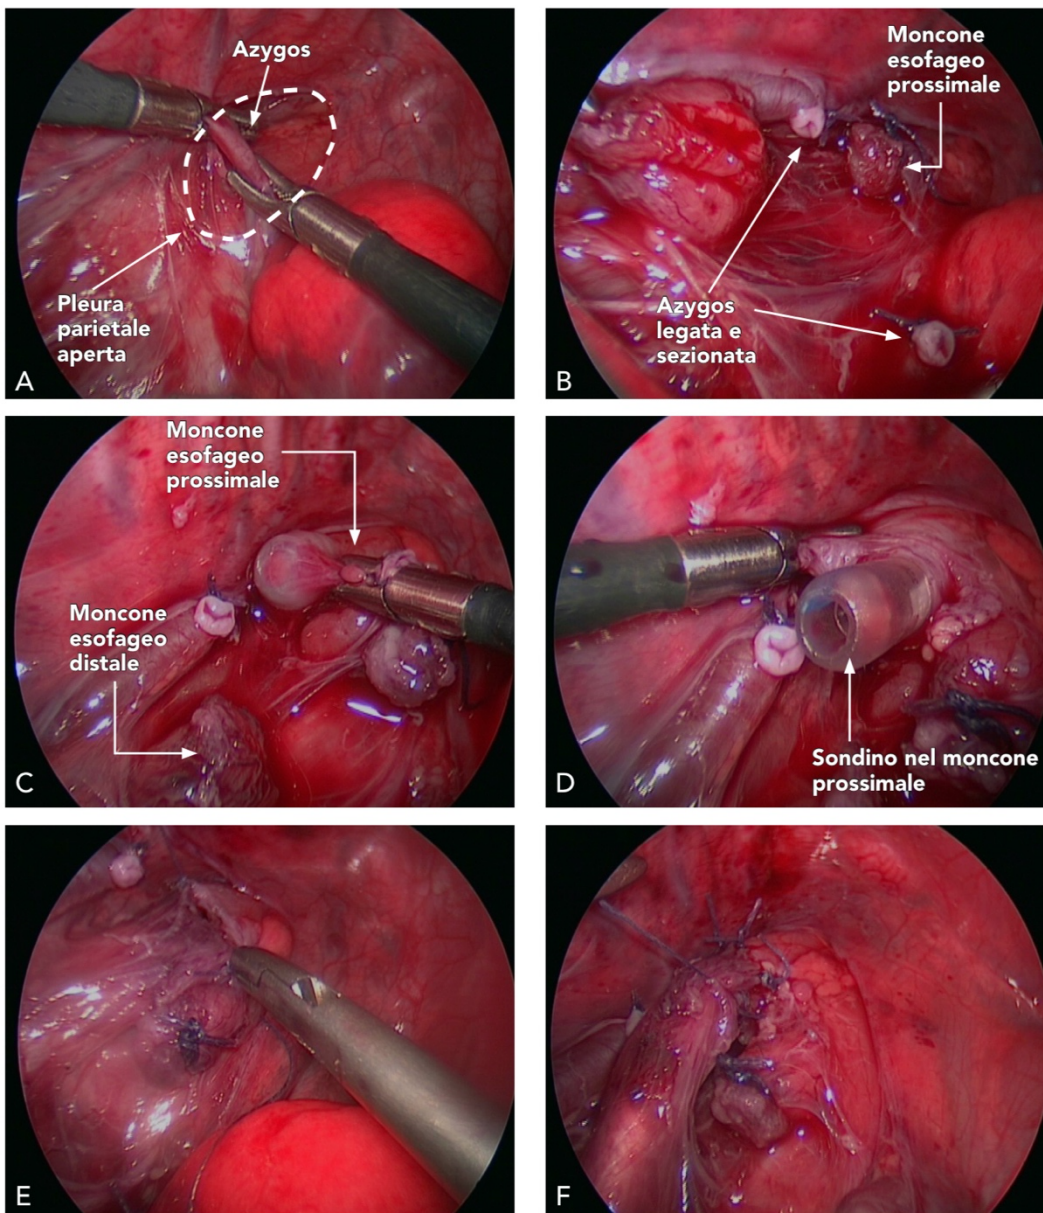 Azygos
Pleura
parietale
aperta
A
Moncone
esofageo
prossimale
Azygos
legata e
sezionata
B
Moncone
esofageo
prossimale
Moncone
esofageo
distale
C
Sondino nel moncone
prossimale
D
E
F